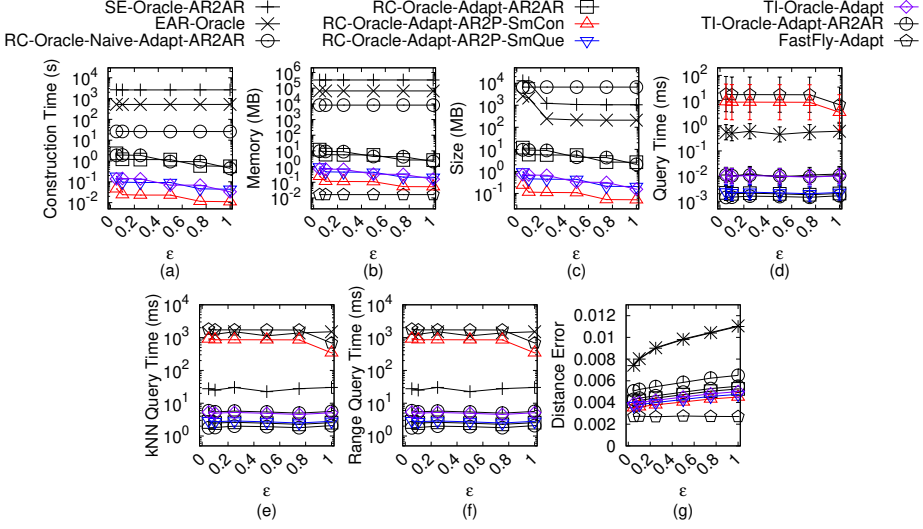 SE-Oracle-AR2AR
EAR-Oracle
RC-Oracle-Naive-Adapt-AR2AR
RC-Oracle-Adapt-AR2AR
RC-Oracle-Adapt-AR2P-SmCon
RC-Oracle-Adapt-AR2P-SmQue
TI-Oracle-Adapt
TI-Oracle-Adapt-AR2AR
FastFly-Adapt
Construction Time (s)
10^4
10^3
10^2
10^1
10^0
10^-1
10^-2
0 0.2 0.4 0.6 0.8 1
ε
(a)
Memory (MB)
10^6
10^5
10^4
10^3
10^2
10^1
10^0
10^-1
10^-2
0 0.2 0.4 0.6 0.8 1
ε
(b)
Size (MB)
10^4
10^3
10^2
10^1
10^0
10^-1
0 0.2 0.4 0.6 0.8 1
ε
(c)
Query Time (ms)
10^2
10^1
10^0
10^-1
10^-2
10^-3
0 0.2 0.4 0.6 0.8 1
ε
(d)
kNN Query Time (ms)
10^4
10^3
10^2
10^1
10^0
0 0.2 0.4 0.6 0.8 1
ε
(e)
Range Query Time (ms)
10^4
10^3
10^2
10^1
10^0
0 0.2 0.4 0.6 0.8 1
ε
(f)
Distance Error
0.012
0.009
0.006
0.004
0.002
0
0 0.2 0.4 0.6 0.8 1
ε
(g)